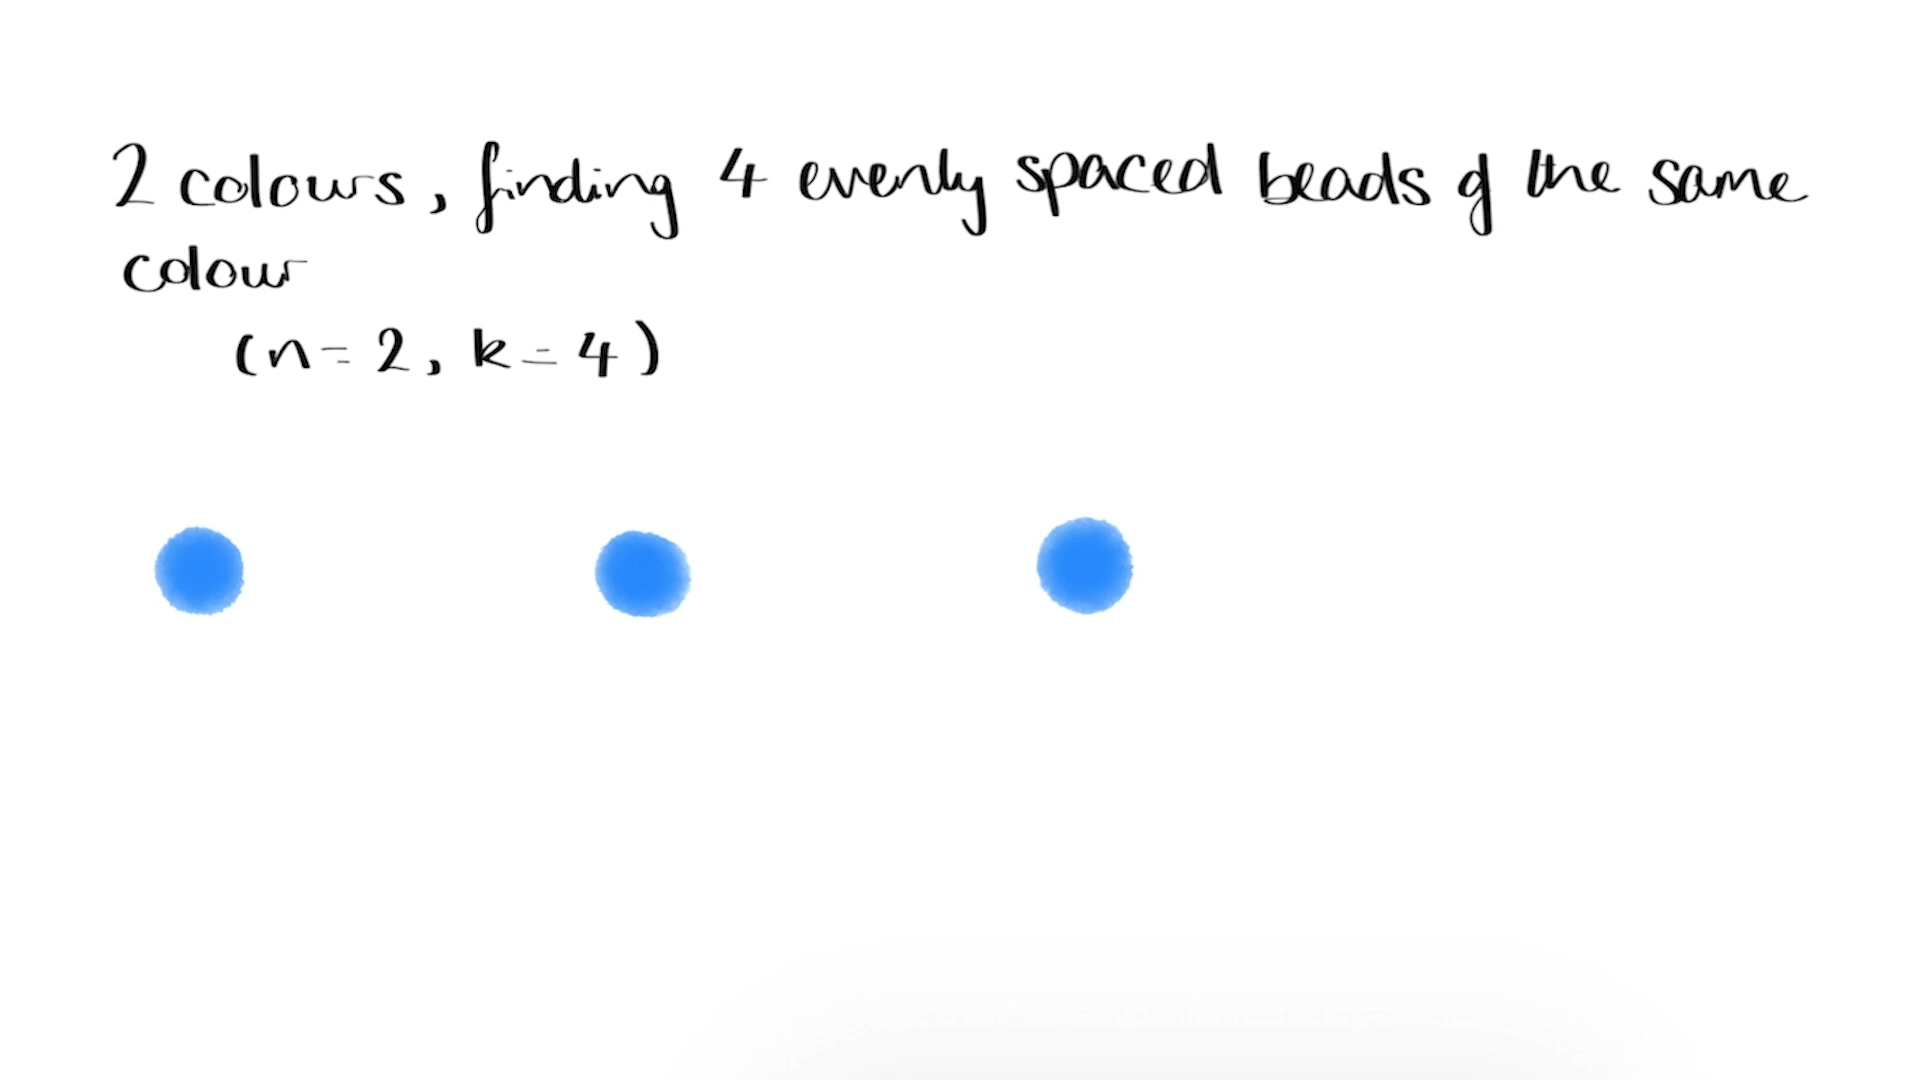 2 colours, finding 4 evenly spaced beads of the same
colour
(n = 2, k = 4)